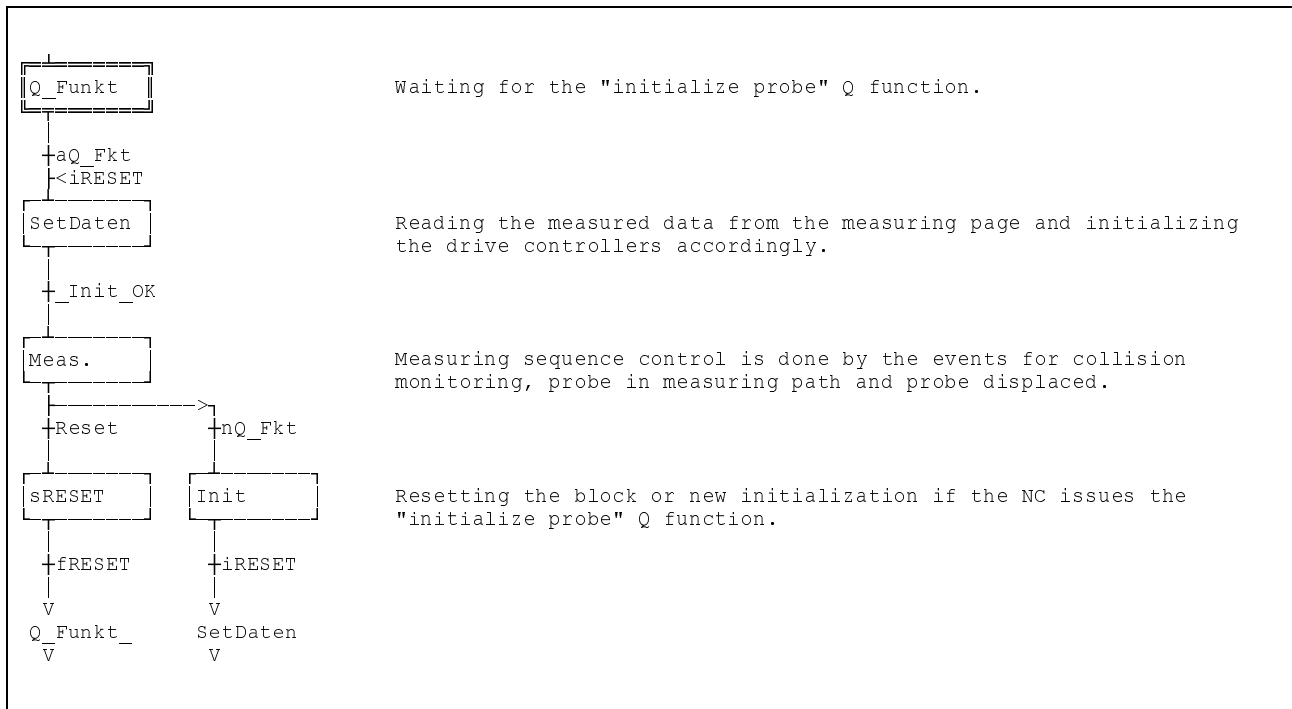 Q_Funkt Waiting for the "initialize probe" Q function.
aQ_Fkt
<iRESET
SetDaten Reading the measured data from the measuring page and initializing
the drive controllers accordingly.
_Init_OK
Meas. Measuring sequence control is done by the events for collision
monitoring, probe in measuring path and probe displaced.
>
Reset nQ_Fkt
sRESET Init Resetting the block or new initialization if the NC issues the
"initialize probe" Q function.
fRESET iRESET
V V
Q_Funkt_ SetDaten
V V